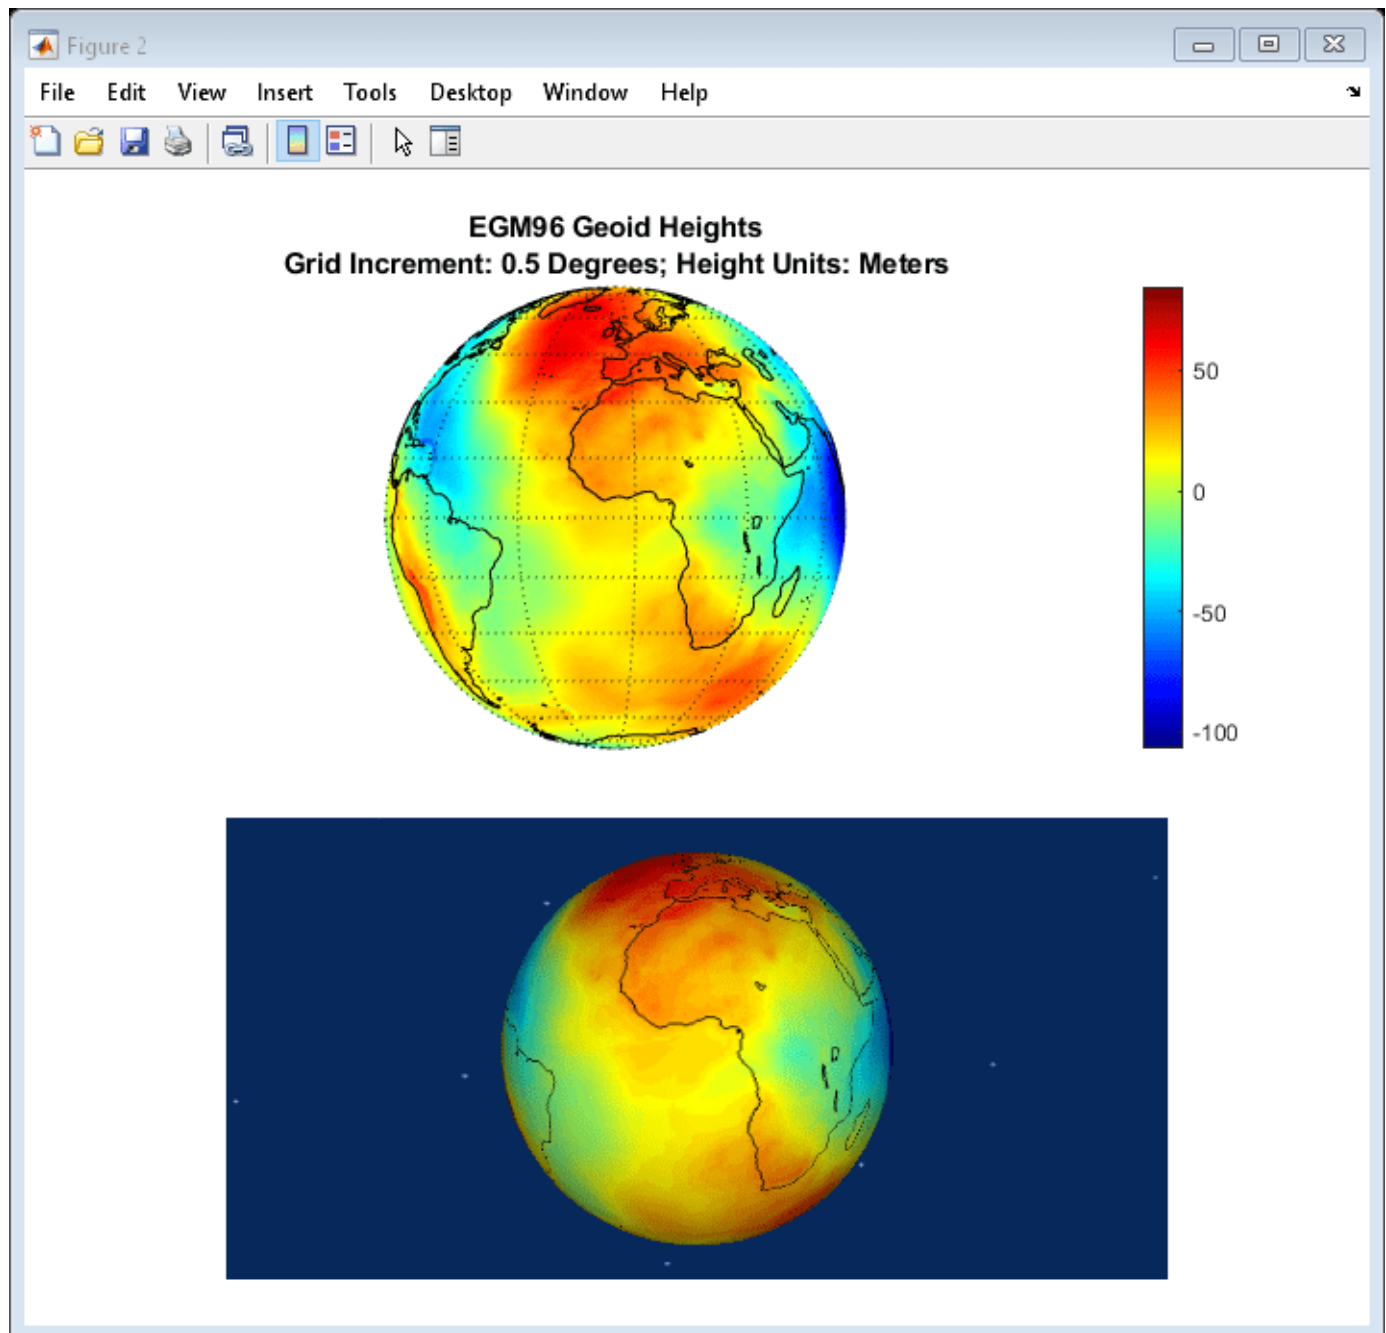 Figure 2
File Edit View Insert Tools Desktop Window Help
EGM96 Geoid Heights
Grid Increment: 0.5 Degrees; Height Units: Meters
50
0
-50
-100